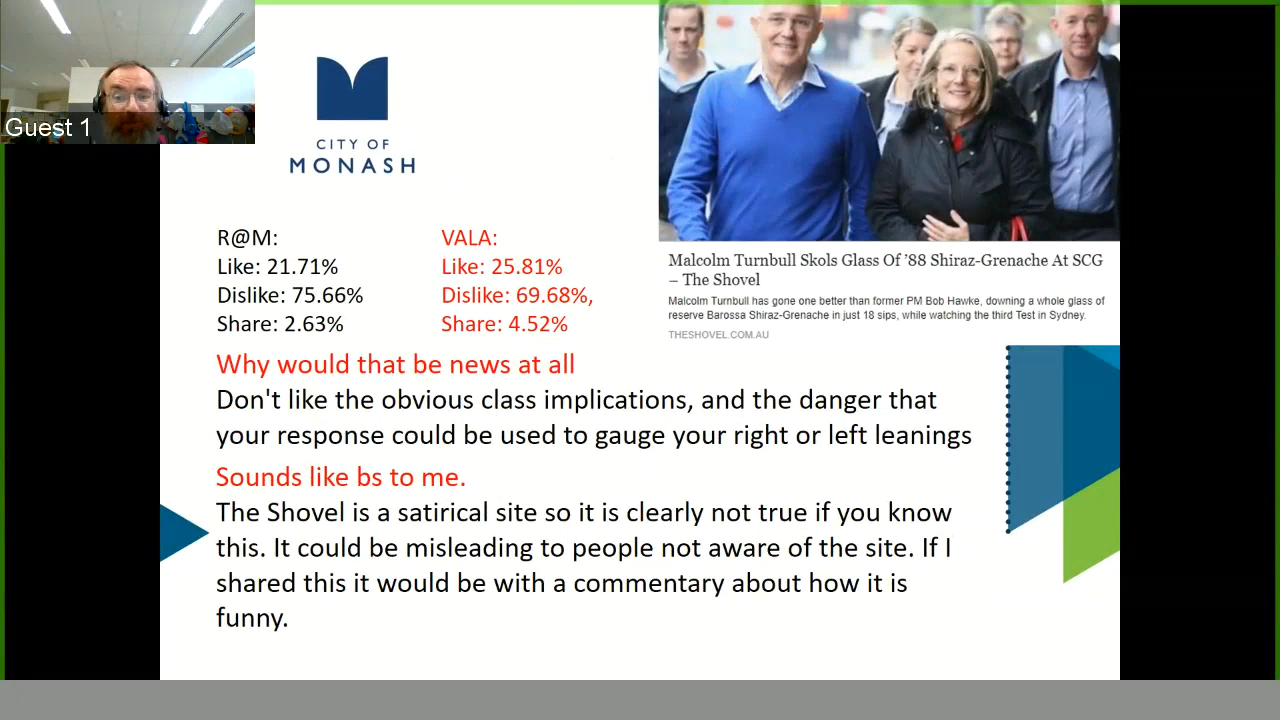 Guest 1
CITY OF
MONASH
R@M:
Like: 21.71%
Dislike: 75.66%
Share: 2.63%
VALA:
Like: 25.81%
Dislike: 69.68%,
Share: 4.52%
Malcolm Turnbull Skols Glass Of ’88 Shiraz-Grenache At SCG
– The Shovel
Malcolm Turnbull has gone one better than former PM Bob Hawke, downing a whole glass of
reserve Barossa Shiraz-Grenache in just 18 sips, while watching the third Test in Sydney.
THESHOVEL.COM.AU
Why would that be news at all
Don't like the obvious class implications, and the danger that
your response could be used to gauge your right or left leanings
Sounds like bs to me.
The Shovel is a satirical site so it is clearly not true if you know
this. It could be misleading to people not aware of the site. If I
shared this it would be with a commentary about how it is
funny.